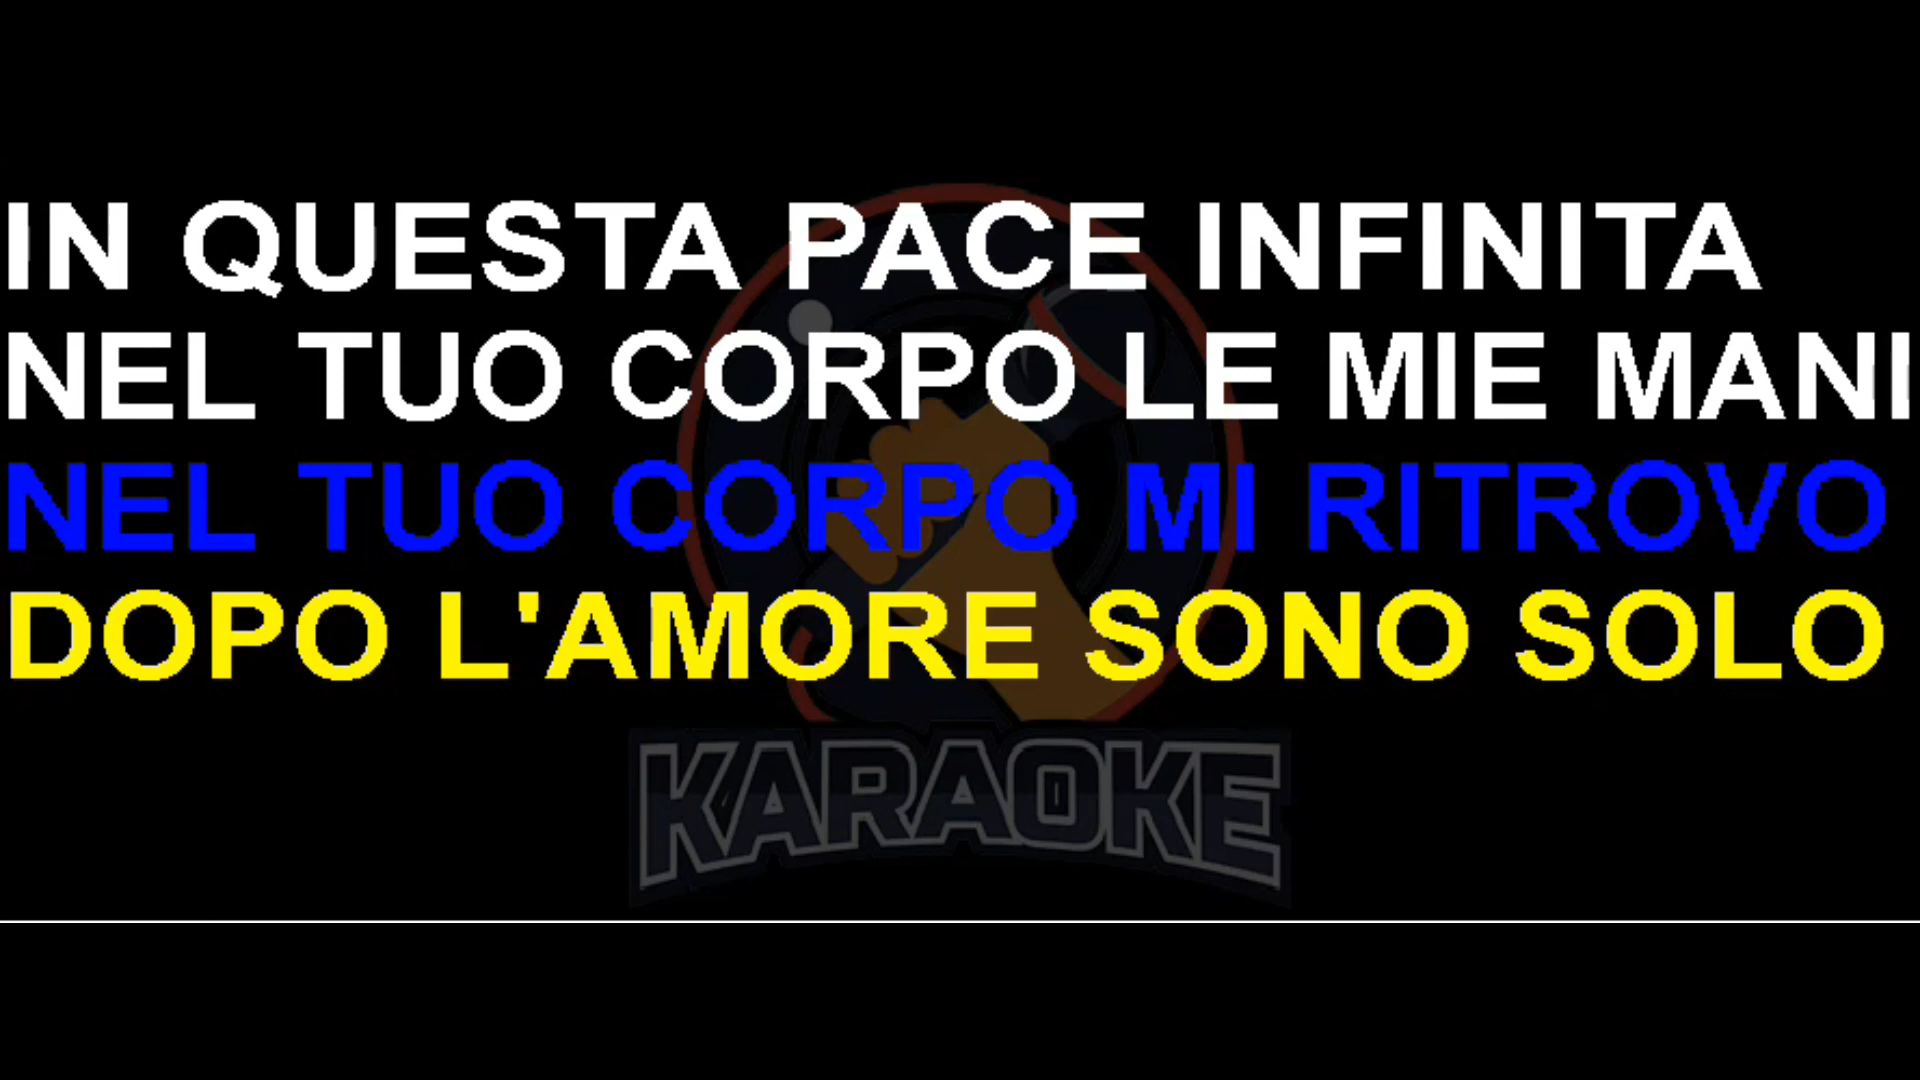 IN QUESTA PACE INFINITA
NEL TUO CORPO LE MIE MANI
NEL TUO CORPO MI RITROVO
DOPO L'AMORE SONO SOLO
KARAOKE